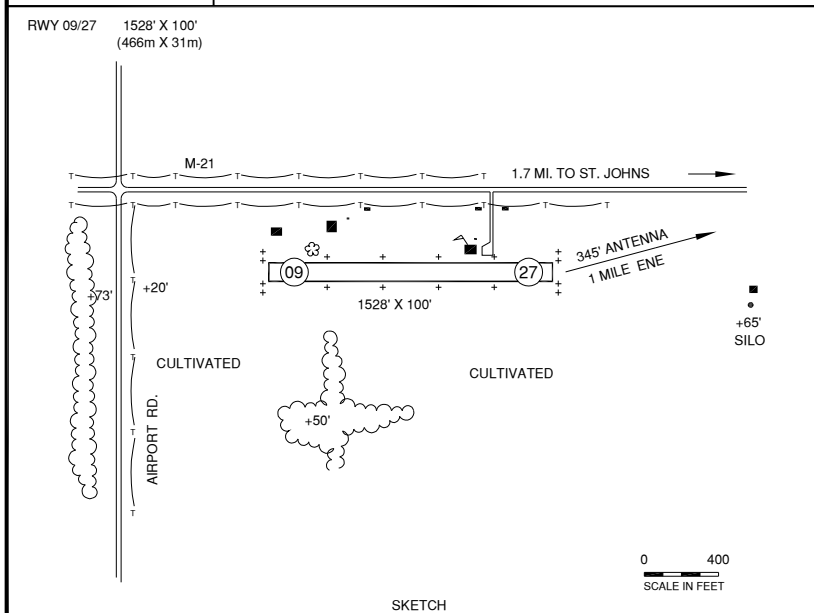 RWY 09/27 1528' X 100'
(466m X 31m)
M-21
1.7 MI. TO ST. JOHNS
T T T T T T T T
T T T T T T T T T T
345' ANTENNA
1 MILE ENE
09
27
+73'
+20'
1528' X 100'
+65'
SILO
CULTIVATED
CULTIVATED
+50'
AIRPORT RD.
T
T
T
T
T
0 400
SCALE IN FEET
SKETCH